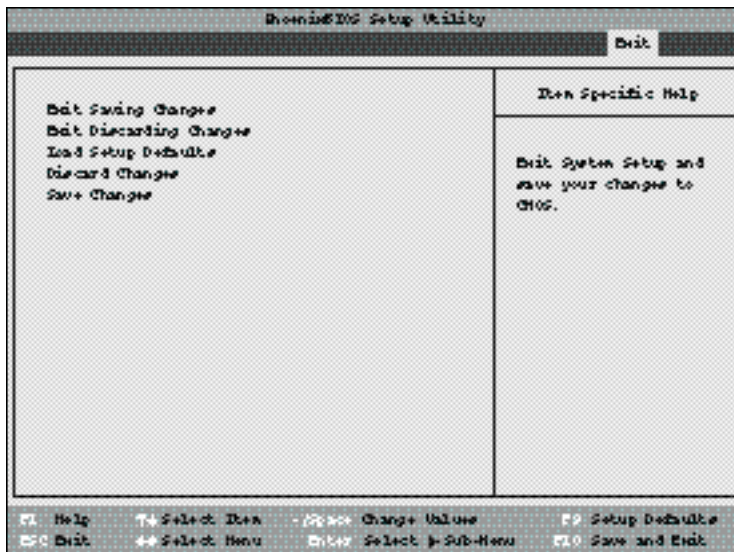 PhoenixBIOS Setup Utility
Exit
Item Specific Help
Exit Saving Changes
Exit Discarding Changes
Load Setup Defaults
Discard Changes
Save Changes
Exit System Setup and
save your changes to
CMOS.
F1 Help ↑↓ Select Item -/Space Change Values F9 Setup Defaults
ESC Exit ↔ Select Menu Enter Select ▶ Sub-Menu F10 Save and Exit